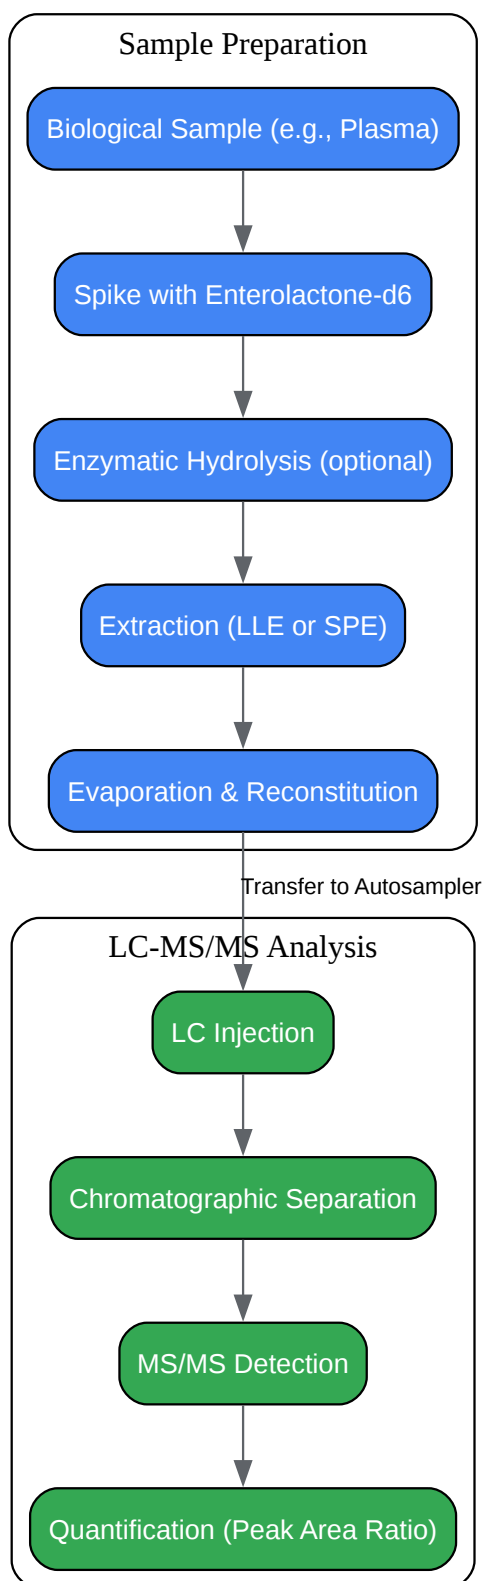 Sample Preparation
Biological Sample (e.g., Plasma)
Spike with Enterolactone-d6
Enzymatic Hydrolysis (optional)
Extraction (LLE or SPE)
Evaporation & Reconstitution
Transfer to Autosampler
LC-MS/MS Analysis
LC Injection
Chromatographic Separation
MS/MS Detection
Quantification (Peak Area Ratio)